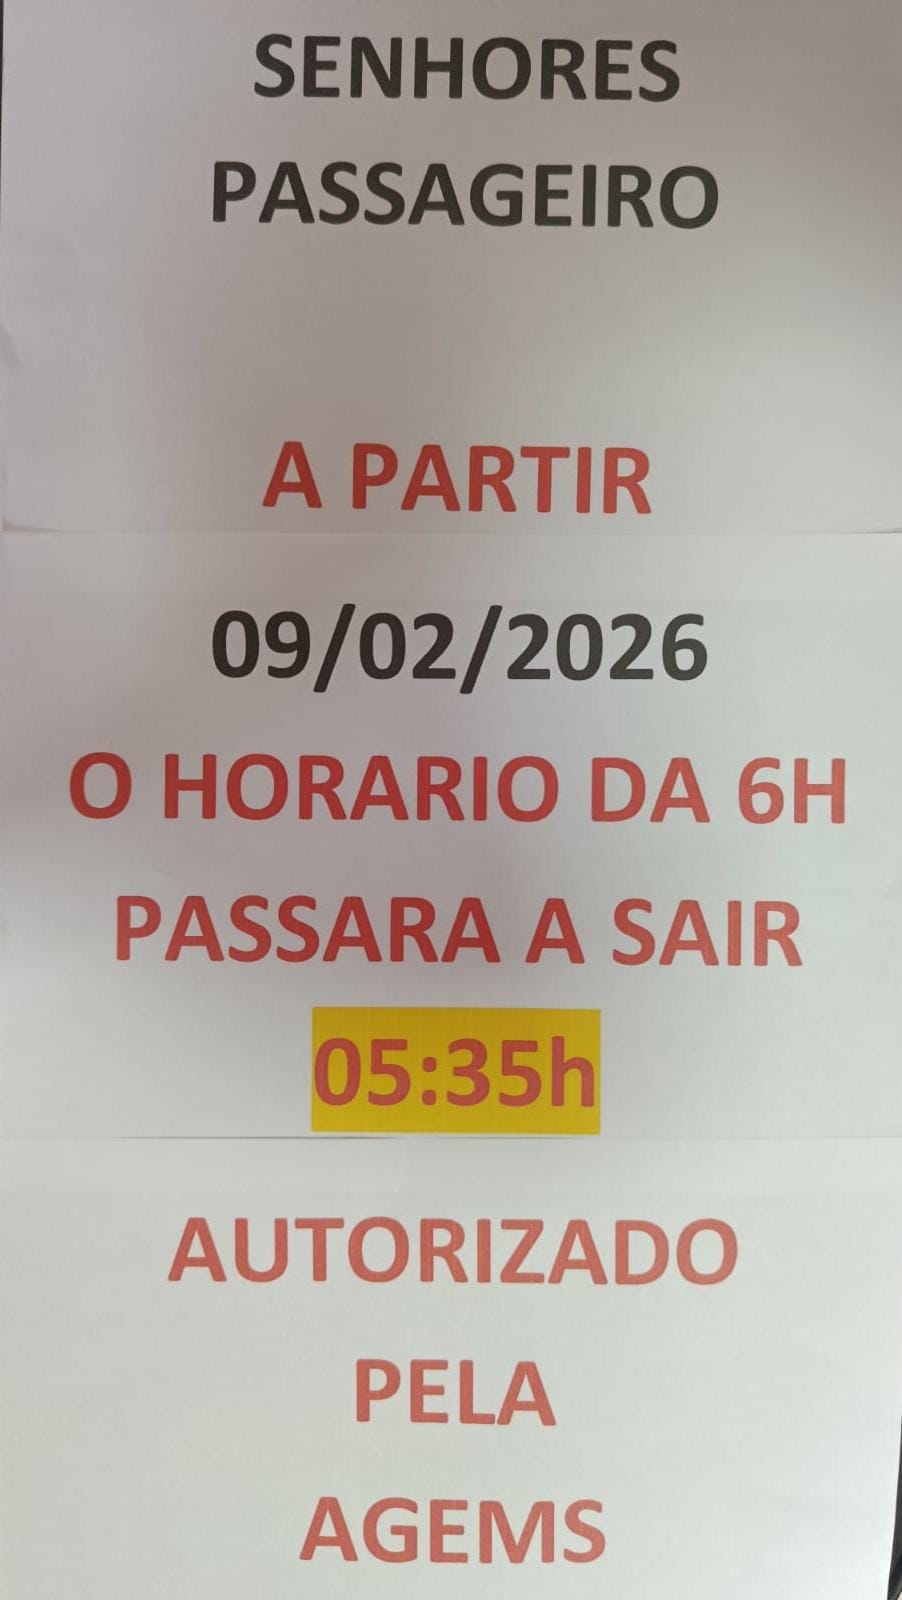 SENHORES
PASSAGEIRO
A PARTIR
09/02/2026
O HORARIO DA 6H
PASSARA A SAIR
05:35h
AUTORIZADO
PELA
AGEMS